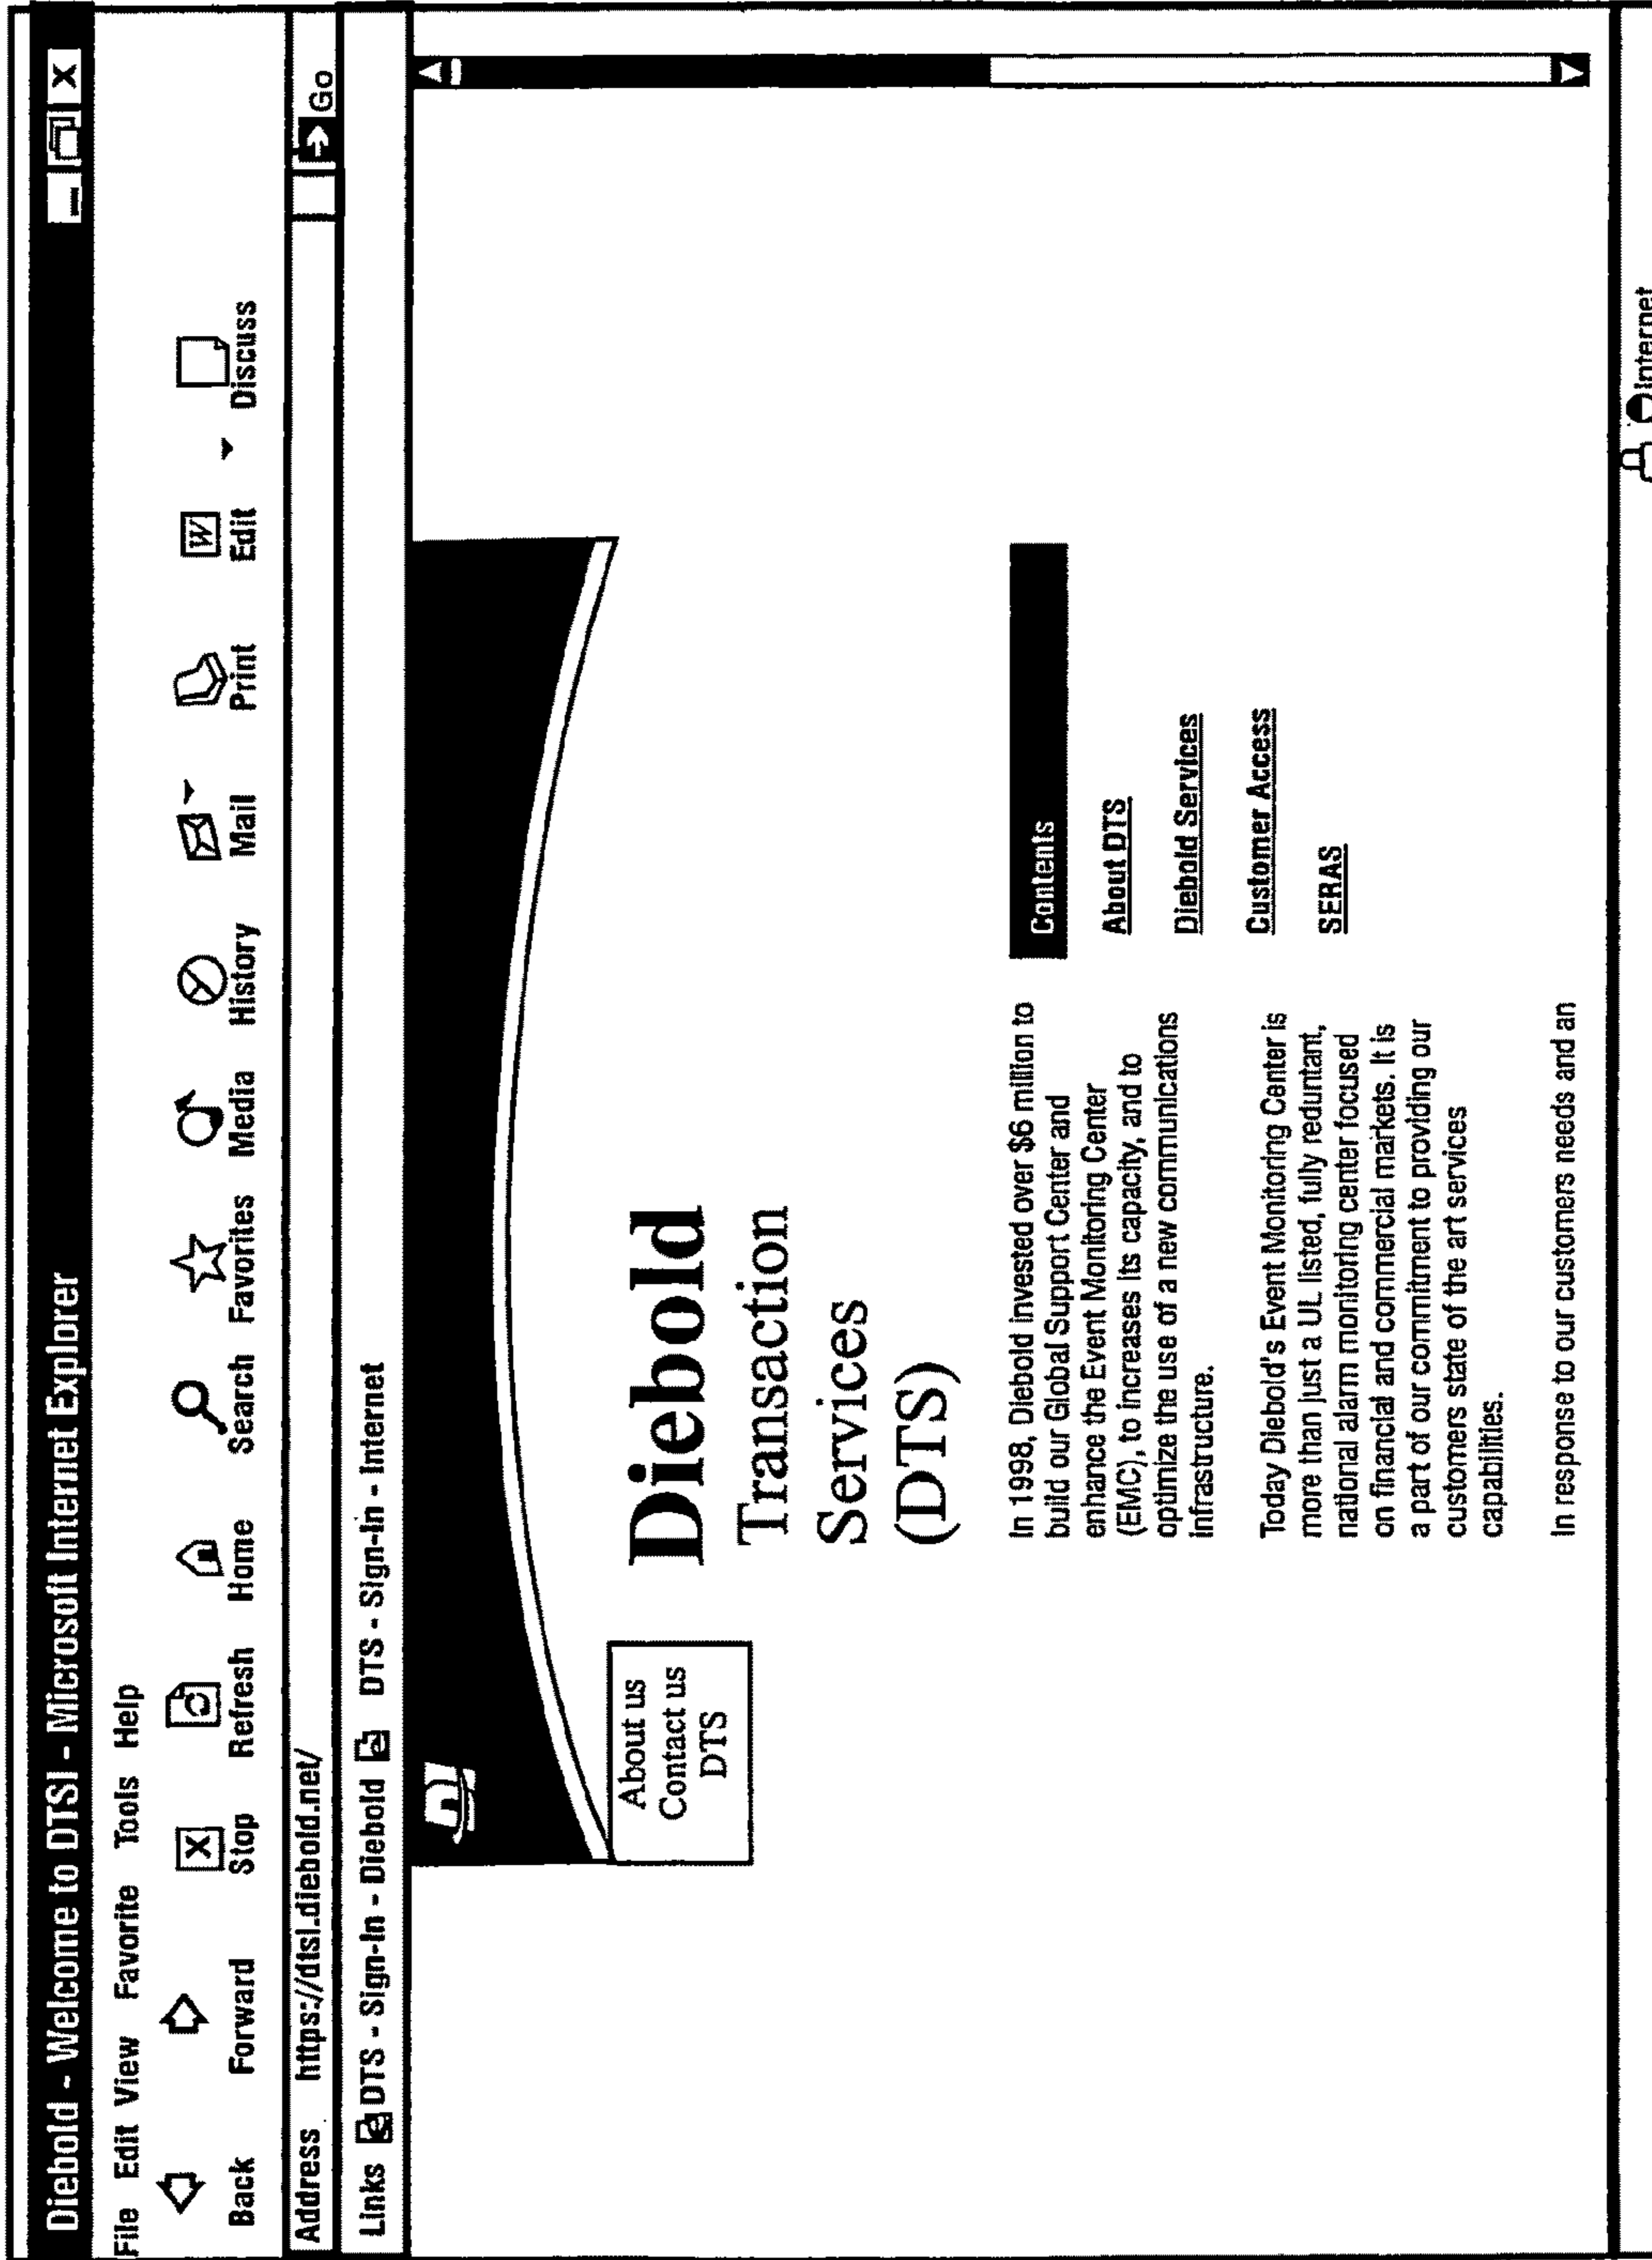 Diebold ~ Welcome to DTSI - Microsoft Internet Explorer
File Edit View Favorite Tools Help
Back Forward Stop Refresh Home Search Favorites Media History Mail Print Edit Discuss
Address https://dtsl.diebold.net/ Go
Links DTS - Sign-In - Diebold DTS - Sign-In - Internet
About us
Contact us
DTS
Diebold
Transaction
Services
(DTS)
In 1998, Diebold invested over $6 million to
build our Global Support Center and
enhance the Event Monitoring Center
(EMC), to increases its capacity, and to
optimize the use of a new communications
infrastructure.
Today Diebold's Event Monitoring Center is
more than just a UL listed, fully reduntant,
national alarm monitoring center focused
on financial and commercial markets. It is
a part of our commitment to providing our
customers state of the art services
capabilities.
In response to our customers needs and an
Contents
About DTS
Diebold Services
Customer Access
SERAS
Internet